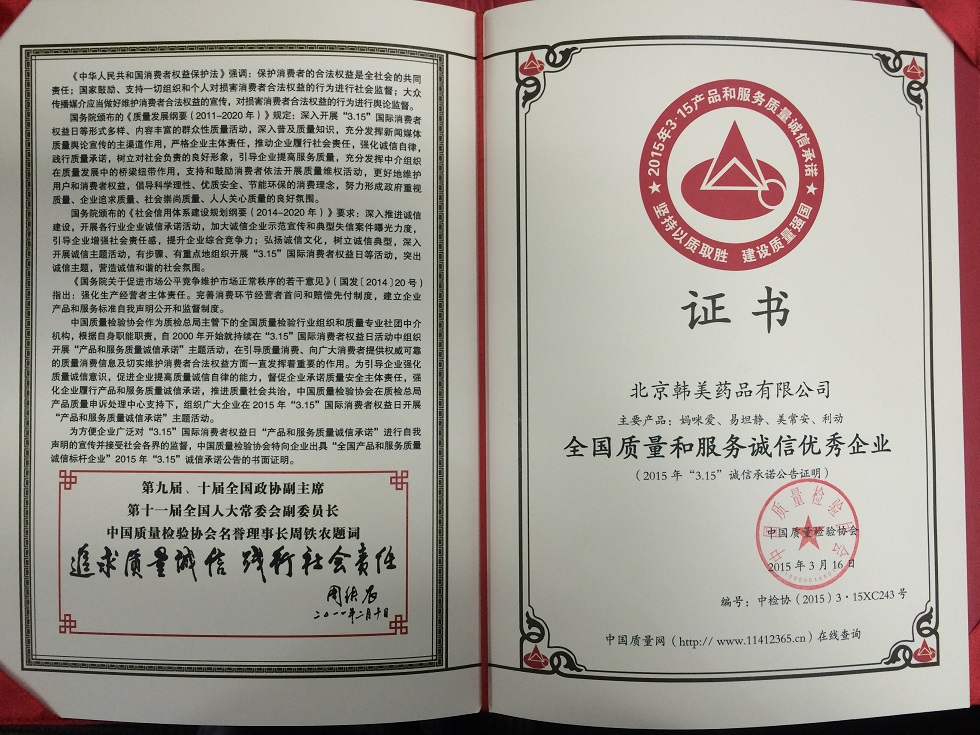 《中华人民共和国消费者权益保护法》强调：保护消费者的合法权益是全社会的共同
责任；国家鼓励、支持一切组织和个人对损害消费者合法权益的行为进行社会监督；大众
传播媒介应当做好维护消费者合法权益的宣传，对损害消费者合法权益的行为进行舆论监督。
国务院颁布的《质量发展纲要（2011-2020年）》规定：深入开展“3.15”国际消费者
权益日等形式多样、内容丰富的群众性质量活动，深入普及质量知识，充分发挥新闻媒体
质量舆论宣传的主渠道作用，严格企业主体责任，推动企业履行社会责任，强化诚信自律，
践行质量承诺，树立对社会负责的良好形象，引导企业提高服务质量，充分发挥中介组织
在质量发展中的桥梁纽带作用，支持和鼓励消费者依法开展质量维权活动，更好地维护
用户和消费者权益，倡导科学理性、优质安全、节能环保的消费理念，努力形成政府重视
质量、企业追求质量、社会崇尚质量、人人关心质量的良好氛围。
国务院颁布的《社会信用体系建设规划纲要（2014-2020年）》要求：深入推进诚信
建设，开展各行业企业诚信承诺活动，加大诚信企业示范宣传和典型失信案件曝光力度，
引导企业增强社会责任感，提升企业综合竞争力；弘扬诚信文化，树立诚信典型，深入
开展诚信主题活动，有步骤、有重点地组织开展“3.15”国际消费者权益日等活动，突出
诚信主题，营造诚信和谐的社会氛围。
《国务院关于促进市场公平竞争维护市场正常秩序的若干意见》(国发[2014]20号)
指出：强化生产经营者主体责任。完善消费环节经营者首问和赔偿先付制度，建立企业
产品和服务标准自我声明公开和监督制度。
中国质量检验协会作为质检总局主管下的全国质量检验行业组织和质量专业社团中介
机构，根据自身职能职责，自2000年开始就持续在“3.15”国际消费者权益日活动中组织
开展“产品和服务质量诚信承诺”主题活动，在引导质量消费、向广大消费者提供权威可靠
的质量消费信息及切实维护消费者合法权益方面一直发挥着重要的作用。为引导企业强化
质量诚信意识，促进企业提高质量诚信自律的能力，督促企业承诺质量安全主体责任，强
化企业履行产品和服务质量诚信承诺，推进质量社会共治，中国质量检验协会在质检总局
产品质量申诉处理中心支持下，组织广大企业在2015年“3.15”国际消费者权益日开展
“产品和服务质量诚信承诺”主题活动。
为方便企业广泛对“3.15”国际消费者权益日“产品和服务质量诚信承诺”进行自我
声明的宣传并接受社会各界的监督，中国质量检验协会特向企业出具“全国产品和服务质量
诚信标杆企业”2015年“3.15”诚信承诺公告的书面证明。
第九届、十届全国政协副主席
第十一届全国人大常委会副委员长
中国质量检验协会名誉理事长周铁农题词
追求质量诚信 践行社会责任
周铁农
二〇一一年二月十日
★ 2015年3·15产品和服务质量诚信承诺 ★
坚持以质取胜 建设质量强国
证书
北京韩美药品有限公司
主要产品：妈咪爱、易坦静、美常安、利动
全国质量和服务诚信优秀企业
（2015年“3.15”诚信承诺公告证明）
中国质量检验协会
中国质量检验协会
2015年3月16日
编号：中检协（2015）3·15XC243号
中国质量网（http://www.11412365.cn）在线查询